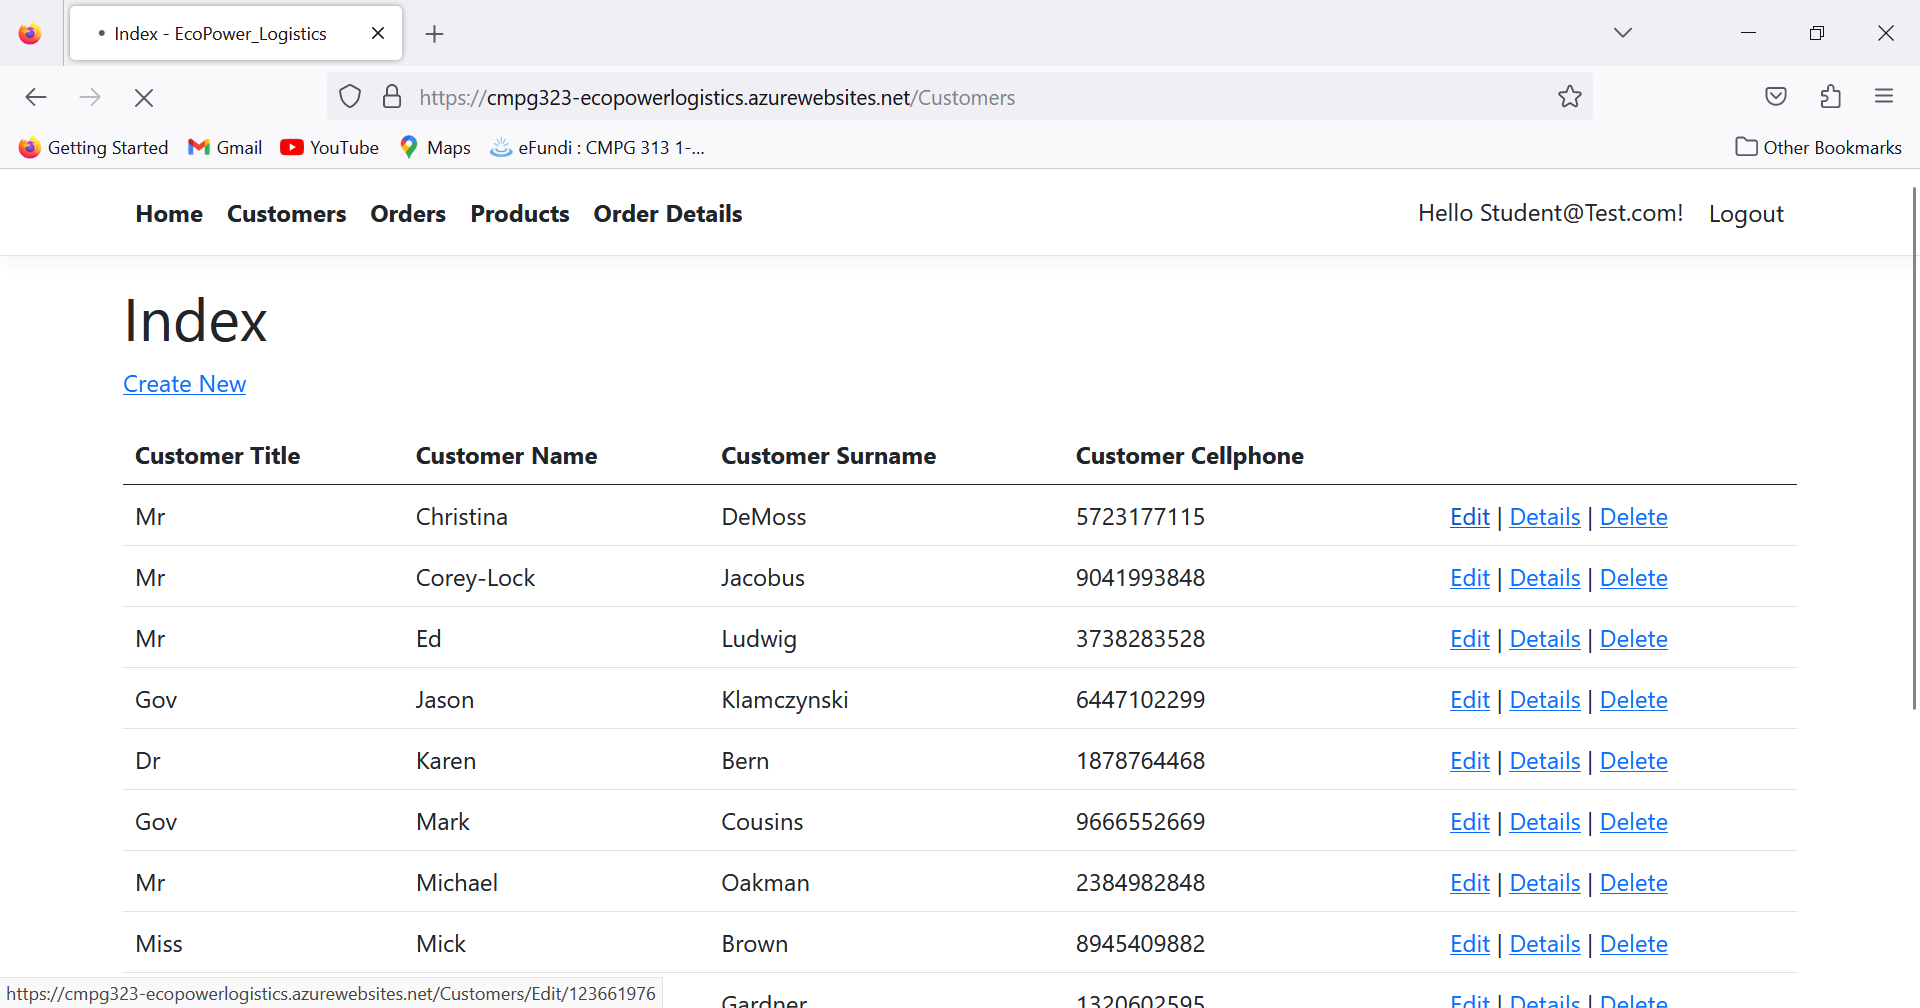 Index - EcoPower_Logistics
https://cmpg323-ecopowerlogistics.azurewebsites.net/Customers
Getting Started Gmail YouTube Maps eFundi : CMPG 313 1-... Other Bookmarks
Home Customers Orders Products Order Details Hello Student@Test.com! Logout
Index
Create New
Customer Title Customer Name Customer Surname Customer Cellphone
Mr Christina DeMoss 5723177115 Edit | Details | Delete
Mr Corey-Lock Jacobus 9041993848 Edit | Details | Delete
Mr Ed Ludwig 3738283528 Edit | Details | Delete
Gov Jason Klamczynski 6447102299 Edit | Details | Delete
Dr Karen Bern 1878764468 Edit | Details | Delete
Gov Mark Cousins 9666552669 Edit | Details | Delete
Mr Michael Oakman 2384982848 Edit | Details | Delete
Miss Mick Brown 8945409882 Edit | Details | Delete
Gardner 1320602595 Edit | Details | Delete
https://cmpg323-ecopowerlogistics.azurewebsites.net/Customers/Edit/123661976